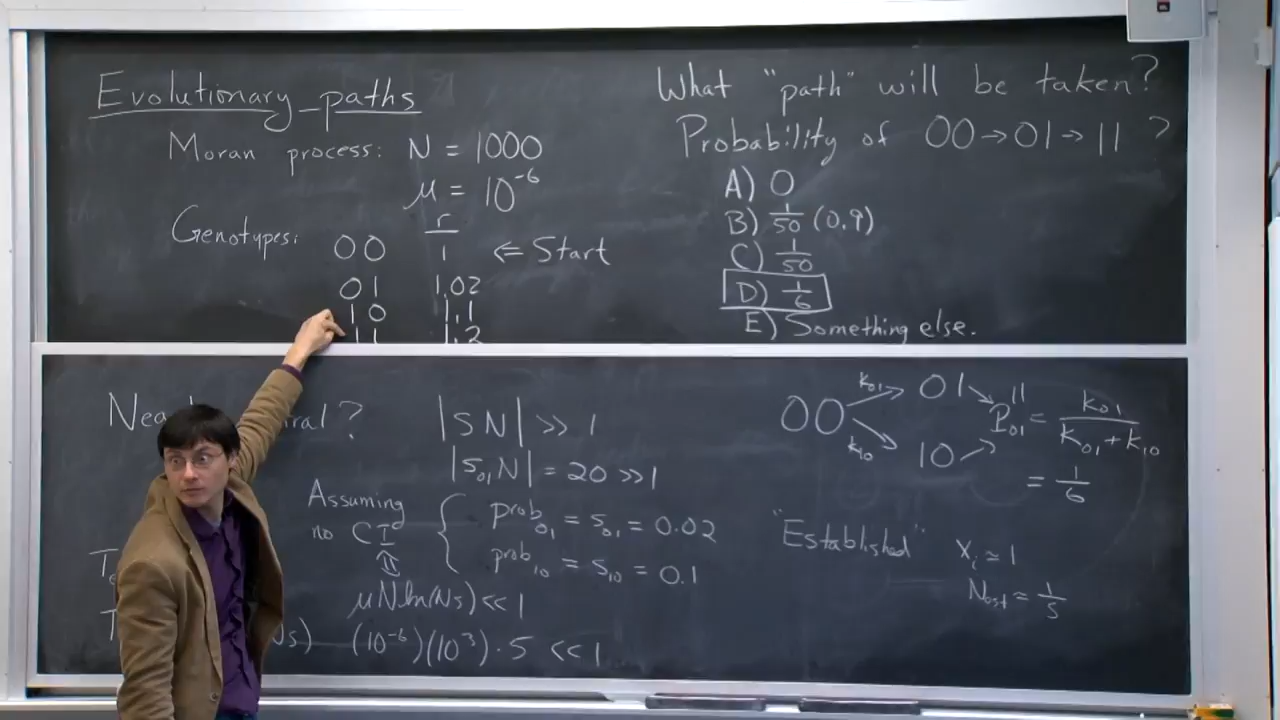 Evolutionary paths
Moran process: N = 1000
μ = 10⁻⁶
Genotypes: r
00 1 ⇐ Start
01 1.02
10 1.1
11 1.2
What "path" will be taken?
Probability of 00→01→11 ?
A) 0
B) 1/50 (0.9)
C) 1/50
D) 1/6
E) Something else.
|SN| >> 1
|S₀₁N| = 20 >> 1
Assuming
no CI
prob₀₁ = S₀₁ = 0.02
prob₁₀ = S₁₀ = 0.1
⇕
μN ln(Ns) << 1
(10⁻⁶)(10³)·5 << 1
00 k₀₁ 01 11
k₁₀ 10
P₀₁ = k₀₁/(k₀₁+k₁₀)
= 1/6
"Established"
Xᵢ ≈ 1
Nest ≈ 1/s